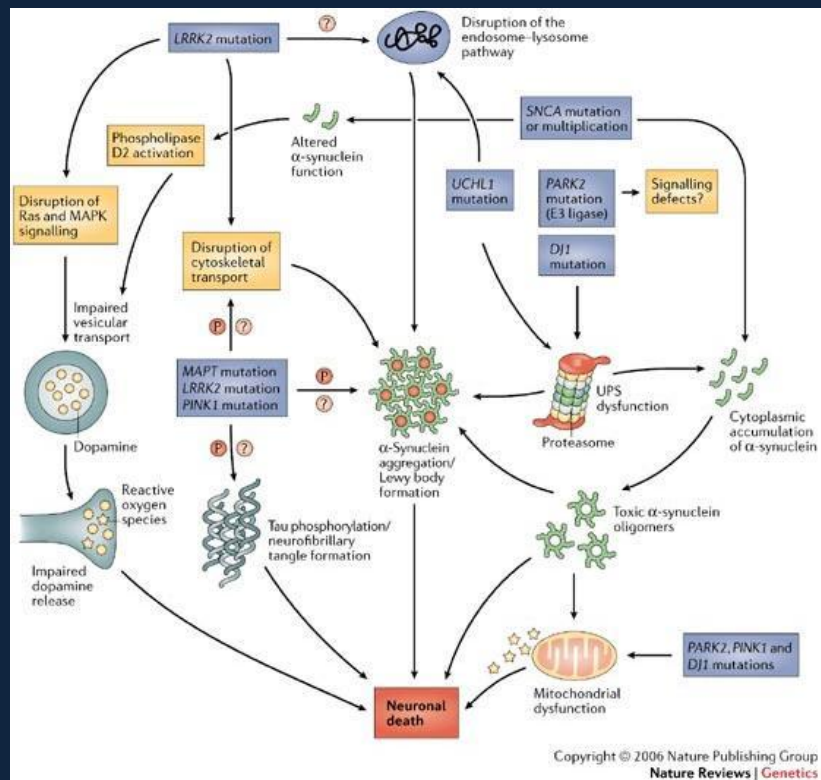 LRRK2 mutation
?
Disruption of the
endosome–lysosome
pathway
SNCA mutation
or multiplication
Phospholipase
D2 activation
Altered
α-synuclein
function
UCHL1
mutation
PARK2
mutation
(E3 ligase)
Signalling
defects?
Disruption of
Ras and MAPK
signalling
Disruption of
cytoskeletal
transport
DJ1
mutation
Impaired
vesicular
transport
P ?
MAPT mutation
LRRK2 mutation
PINK1 mutation
P
?
UPS
dysfunction
Proteasome
Cytoplasmic
accumulation
of α-synuclein
Dopamine
P ?
α-Synuclein
aggregation/
Lewy body
formation
Reactive
oxygen
species
Tau phosphorylation/
neurofibrillary
tangle formation
Toxic α-synuclein
oligomers
Impaired
dopamine
release
PARK2, PINK1 and
DJ1 mutations
Mitochondrial
dysfunction
Neuronal
death
Copyright © 2006 Nature Publishing Group
Nature Reviews | Genetics